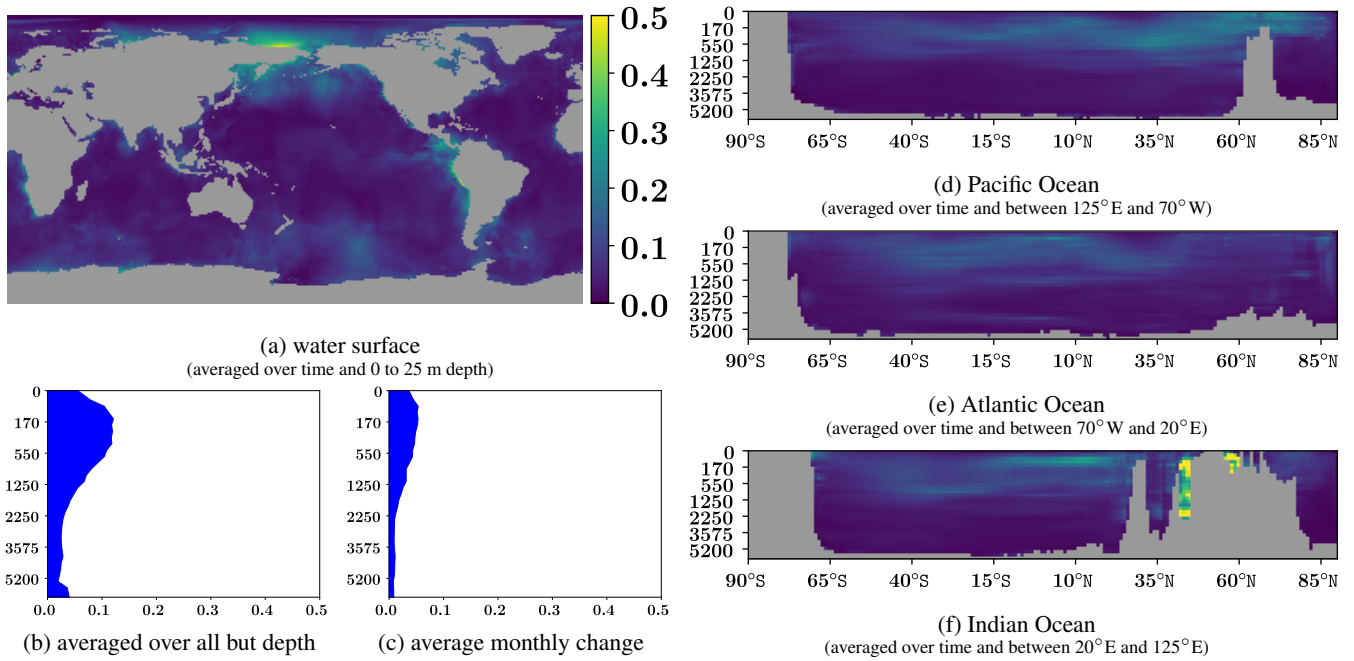 0.5
0.4
0.3
0.2
0.1
0.0
(a) water surface
(averaged over time and 0 to 25 m depth)
0
170
550
1250
2250
3575
5200
0.0 0.1 0.2 0.3 0.4 0.5
(b) averaged over all but depth
0
170
550
1250
2250
3575
5200
0.0 0.1 0.2 0.3 0.4 0.5
(c) average monthly change
0
170
550
1250
2250
3575
5200
90°S 65°S 40°S 15°S 10°N 35°N 60°N 85°N
(d) Pacific Ocean
(averaged over time and between 125°E and 70°W)
0
170
550
1250
2250
3575
5200
90°S 65°S 40°S 15°S 10°N 35°N 60°N 85°N
(e) Atlantic Ocean
(averaged over time and between 70°W and 20°E)
0
170
550
1250
2250
3575
5200
90°S 65°S 40°S 15°S 10°N 35°N 60°N 85°N
(f) Indian Ocean
(averaged over time and between 20°E and 125°E)